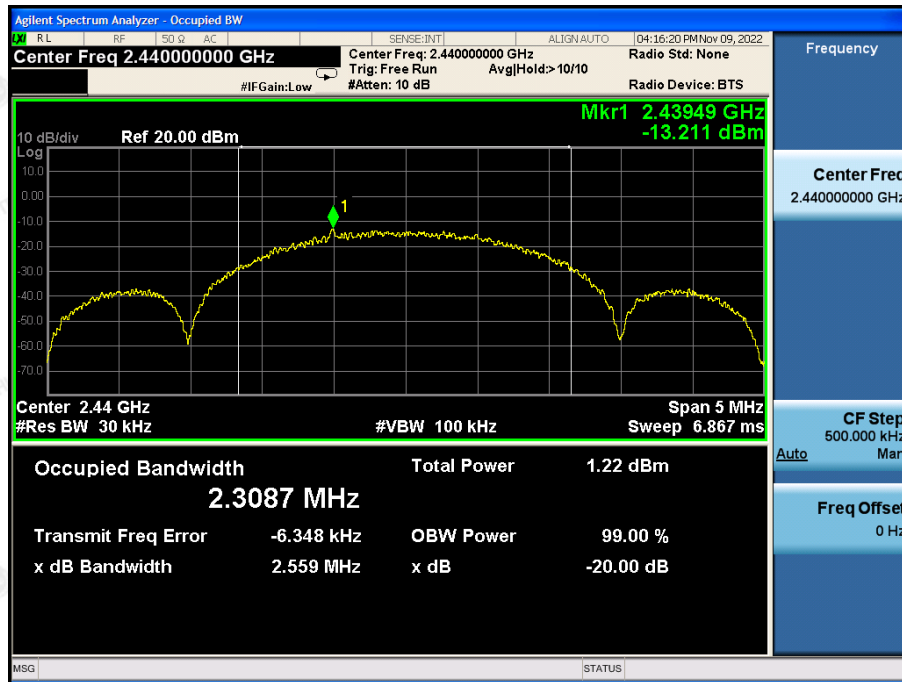 Agilent Spectrum Analyzer - Occupied BW
LXI RL RF 50 Ω AC SENSE:INT ALIGN AUTO 04:16:20 PM Nov 09, 2022
Center Freq 2.440000000 GHz
Center Freq: 2.440000000 GHz Radio Std: None
Trig: Free Run Avg|Hold:>10/10
#IFGain:Low #Atten: 10 dB Radio Device: BTS
Mkr1 2.43949 GHz
-13.211 dBm
10 dB/div Ref 20.00 dBm
Log
10.0
0.00
-10.0
-20.0
-30.0
-40.0
-50.0
-60.0
-70.0
1
Center 2.44 GHz Span 5 MHz
#Res BW 30 kHz #VBW 100 kHz Sweep 6.867 ms
Occupied Bandwidth Total Power 1.22 dBm
2.3087 MHz
Transmit Freq Error -6.348 kHz OBW Power 99.00 %
x dB Bandwidth 2.559 MHz x dB -20.00 dB
MSG STATUS
Frequency
Center Freq
2.440000000 GHz
CF Step
500.000 kHz
Auto Man
Freq Offset
0 Hz